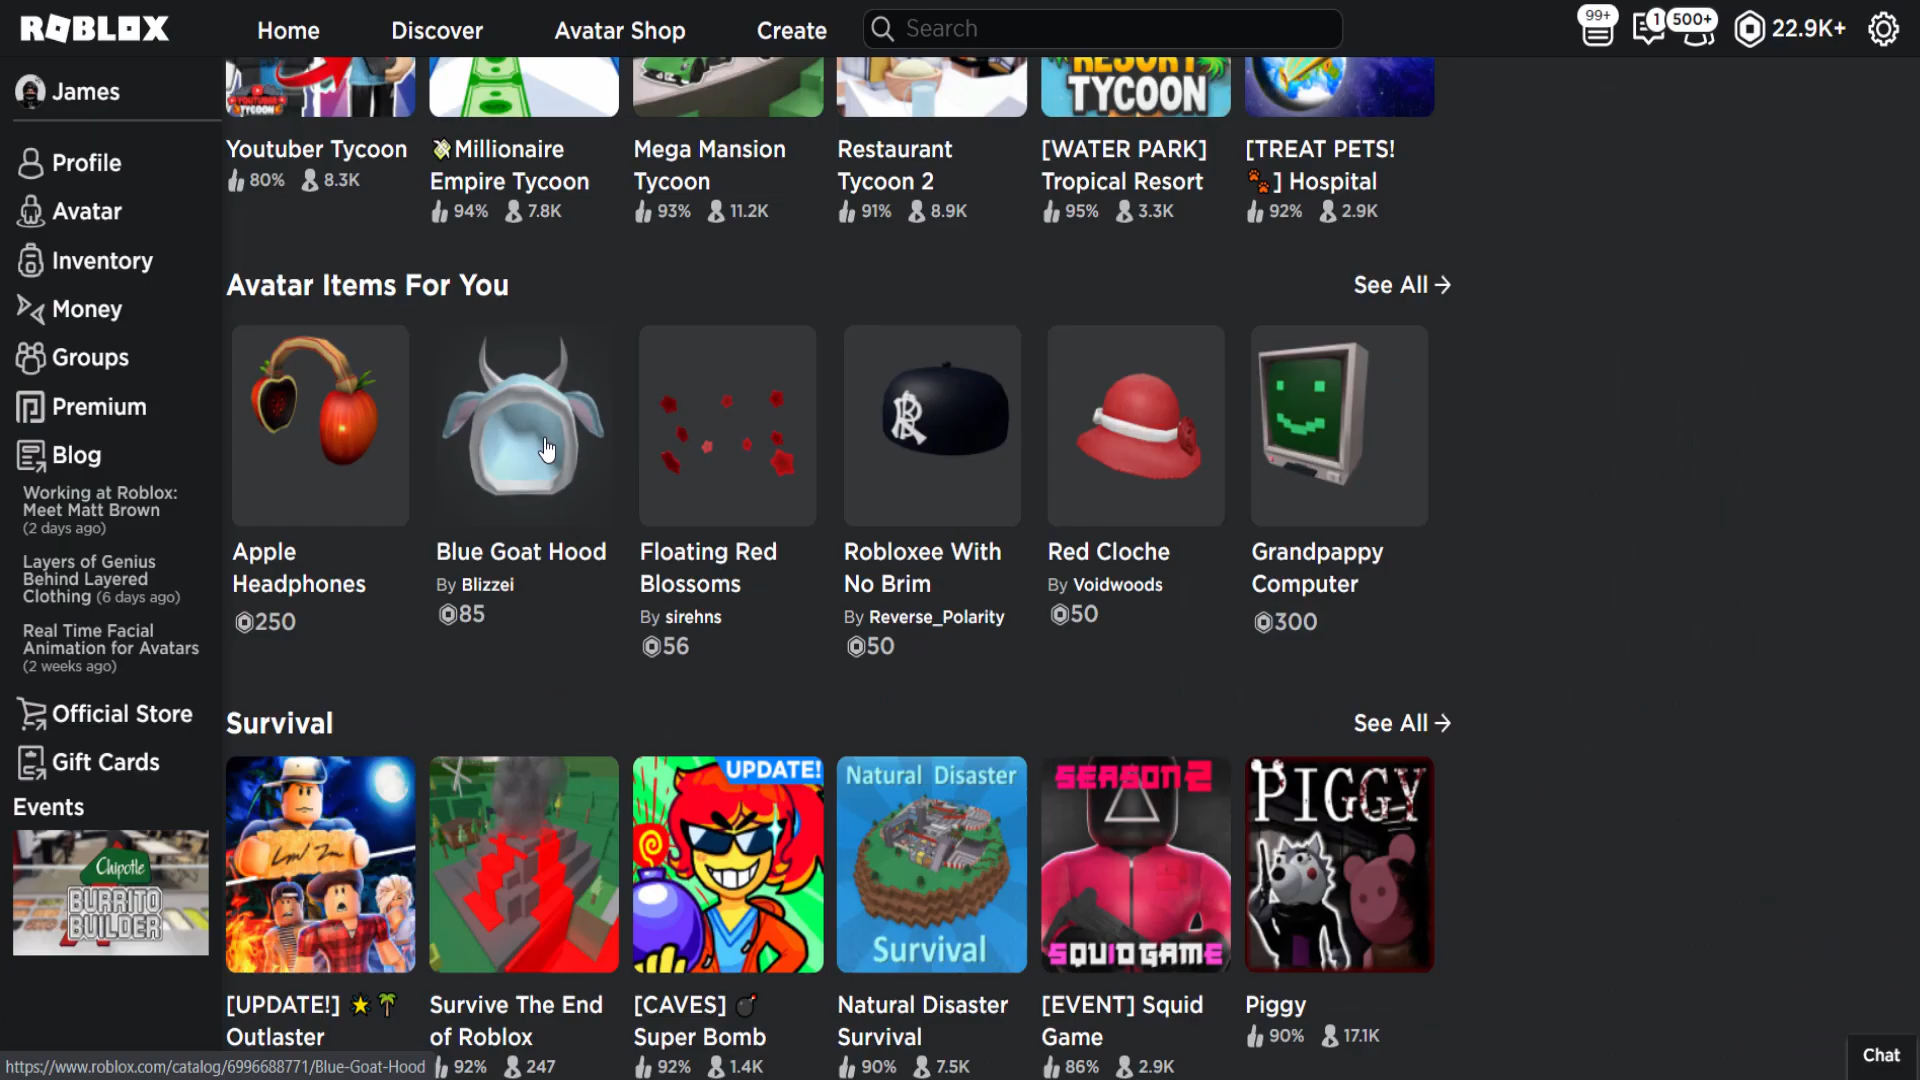 ROBLOX
Home
Discover
Avatar Shop
Create
Search
99+
1
500+
22.9K+
James
Profile
Avatar
Inventory
Money
Groups
Premium
Blog
Working at Roblox:
Meet Matt Brown
(2 days ago)
Layers of Genius
Behind Layered
Clothing (6 days ago)
Real Time Facial
Animation for Avatars
(2 weeks ago)
Official Store
Gift Cards
Events
Chipotle
BURRITO
BUILDER
YOUTUBER
TYCOON
RESORT
TYCOON
Youtuber Tycoon
80% 8.3K
Millionaire
Empire Tycoon
94% 7.8K
Mega Mansion
Tycoon
93% 11.2K
Restaurant
Tycoon 2
91% 8.9K
[WATER PARK]
Tropical Resort
95% 3.3K
[TREAT PETS!
] Hospital
92% 2.9K
Avatar Items For You
See All
Apple
Headphones
250
Blue Goat Hood
By Blizzei
85
Floating Red
Blossoms
By sirehns
56
Robloxee With
No Brim
By Reverse_Polarity
50
Red Cloche
By Voidwoods
50
Grandpappy
Computer
300
Survival
See All
UPDATE!
Natural Disaster
Survival
SEASON 2
SQUID GAME
PIGGY
[UPDATE!]
Outlaster
Survive The End
of Roblox
92% 247
[CAVES]
Super Bomb
92% 1.4K
Natural Disaster
Survival
90% 7.5K
[EVENT] Squid
Game
86% 2.9K
Piggy
90% 17.1K
https://www.roblox.com/catalog/6996688771/Blue-Goat-Hood
Chat